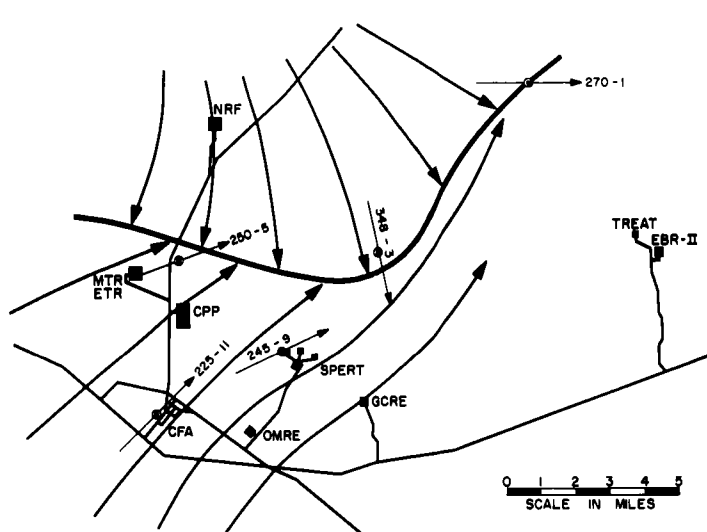 270-1
NRF
348-3
250-5
TREAT
EBR-II
MTR
ETR
CPP
225-11
245-9
SPERT
GCRE
CFA
OMRE
0 1 2 3 4 5
SCALE IN MILES